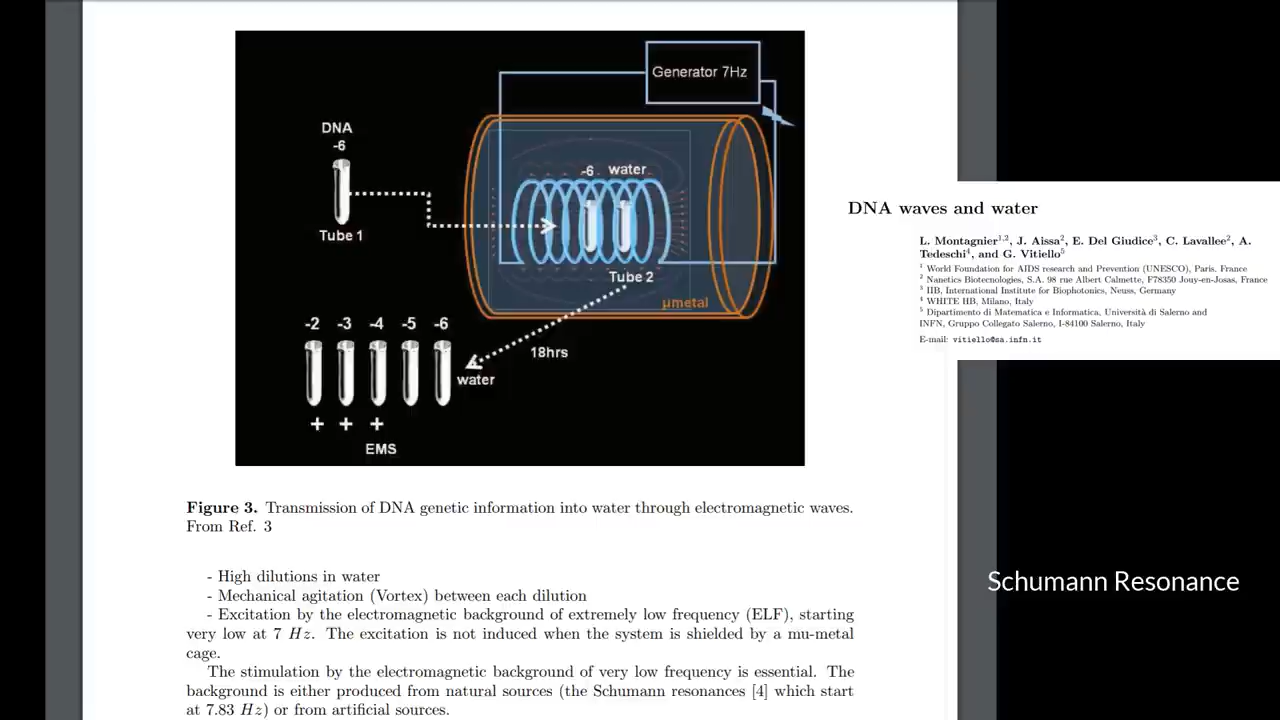 Generator 7Hz
DNA
-6
-6 water
Tube 1
Tube 2
µmetal
-2 -3 -4 -5 -6
18hrs
water
+ + +
EMS
Figure 3. Transmission of DNA genetic information into water through electromagnetic waves.
From Ref. 3
- High dilutions in water
- Mechanical agitation (Vortex) between each dilution
- Excitation by the electromagnetic background of extremely low frequency (ELF), starting
very low at 7 Hz. The excitation is not induced when the system is shielded by a mu-metal
cage.
The stimulation by the electromagnetic background of very low frequency is essential. The
background is either produced from natural sources (the Schumann resonances [4] which start
at 7.83 Hz) or from artificial sources.
DNA waves and water
L. Montagnier1,2, J. Aissa2, E. Del Giudice3, C. Lavallee2, A.
Tedeschi4, and G. Vitiello5
1 World Foundation for AIDS research and Prevention (UNESCO), Paris. France
2 Nanetics Biotecnologies, S.A. 98 rue Albert Calmette, F78350 Jouy-en-Josas, France
3 IIB, International Institute for Biophotonics, Neuss, Germany
4 WHITE HB, Milano, Italy
5 Dipartimento di Matematica e Informatica, Università di Salerno and
INFN, Gruppo Collegato Salerno, I-84100 Salerno, Italy
E-mail: vitiello@sa.infn.it
Schumann Resonance